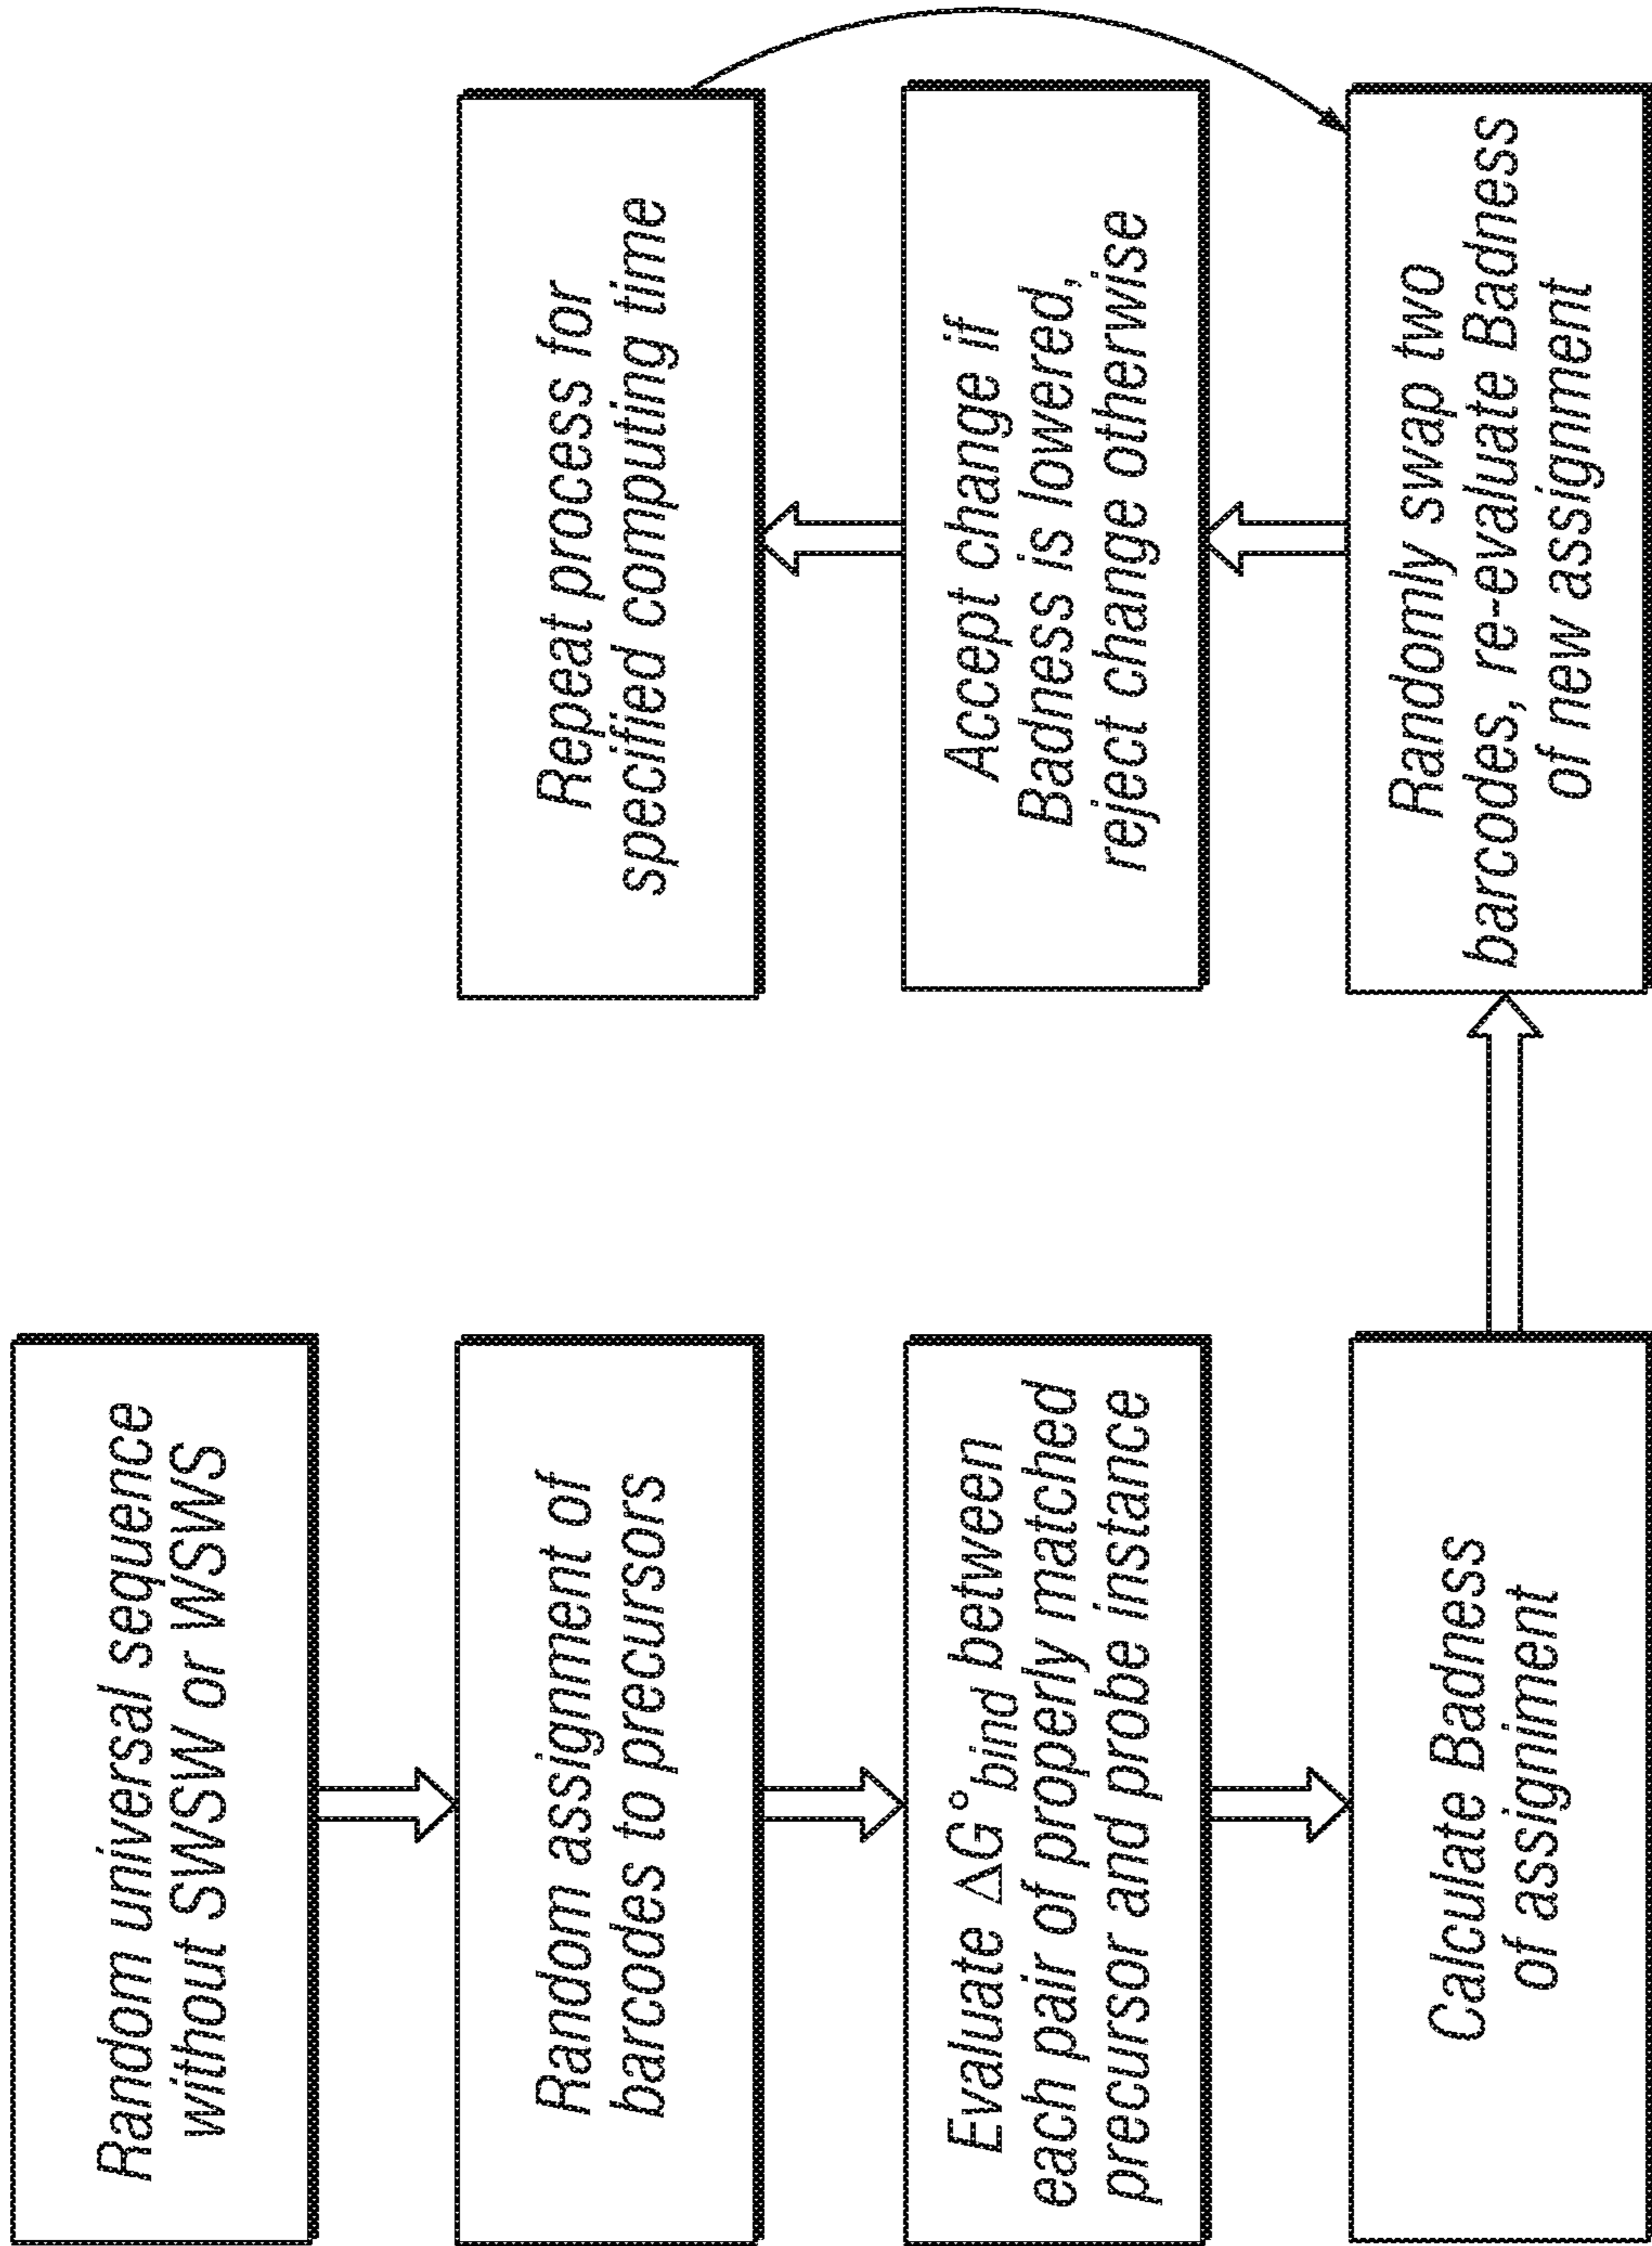 Random universal sequence
without SWSW or WSWS
Random assignment of
barcodes to precursors
Evaluate ΔG°bind between
each pair of properly matched
precursor and probe instance
Calculate Badness
of assigniment
Randomly swap two
barcodes, re-evaluate Badness
of new assignment
Accept change if
Badness is lowered,
reject change otherwise
Repeat process for
specified computing time